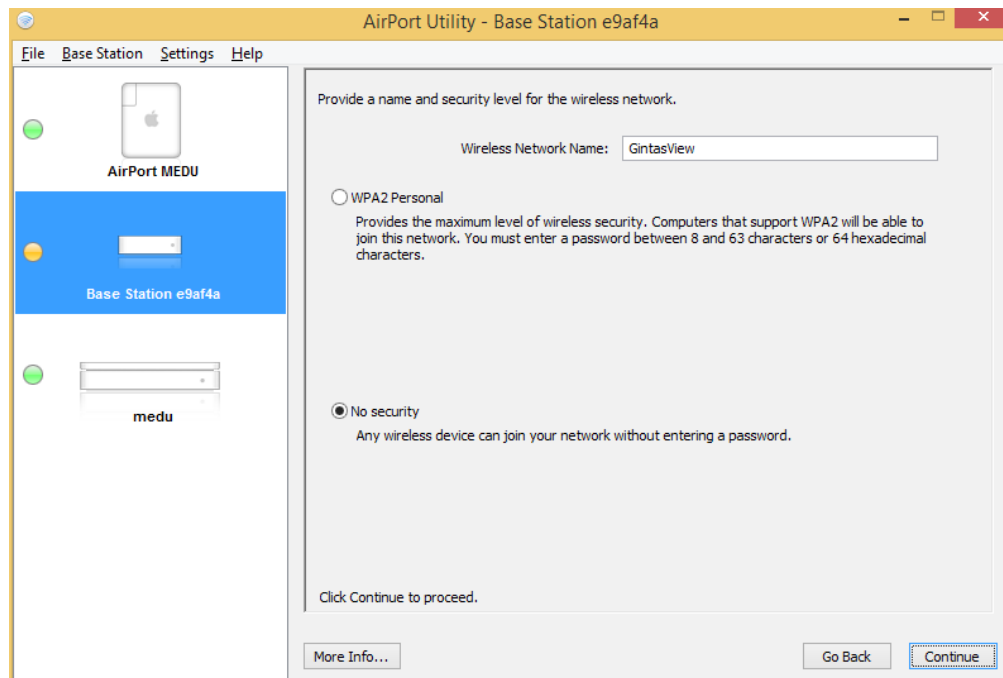 AirPort Utility - Base Station e9af4a
File Base Station Settings Help
AirPort MEDU
Base Station e9af4a
medu
Provide a name and security level for the wireless network.
Wireless Network Name: GintasView
WPA2 Personal
Provides the maximum level of wireless security. Computers that support WPA2 will be able to
join this network. You must enter a password between 8 and 63 characters or 64 hexadecimal
characters.
No security
Any wireless device can join your network without entering a password.
Click Continue to proceed.
More Info... Go Back Continue